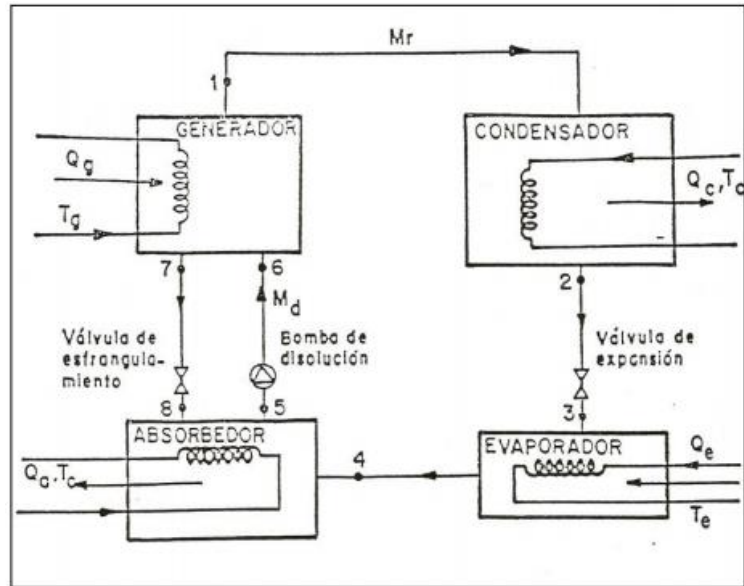 Mr
1
GENERADOR
CONDENSADOR
Qg
Qc,Tc
Tg
7
6
2
Md
Válvula de
estrangula-
miento
Bomba de
disolución
Válvula de
expansión
8
5
3
ABSORBEDOR
EVAPORADOR
4
Qe
Qa,Tc
Te